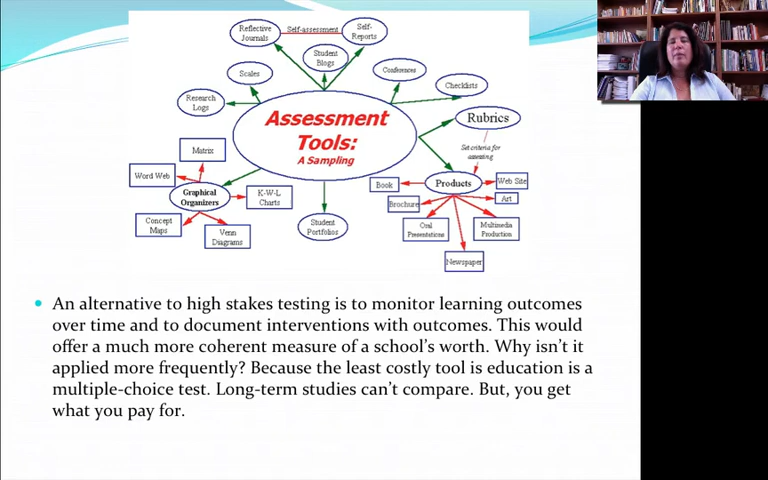 Reflective
Journals
Self-assessment
Self-
Reports
Student
Blogs
Scales
Conferences
Checklists
Research
Logs
Assessment
Tools:
A Sampling
Rubrics
Set criteria for
assessing
Matrix
Word Web
Graphical
Organizers
K-W-L
Charts
Concept
Maps
Venn
Diagrams
Student
Portfolios
Book
Products
Web Site
Brochure
Art
Oral
Presentations
Multimedia
Production
Newspaper
An alternative to high stakes testing is to monitor learning outcomes
over time and to document interventions with outcomes. This would
offer a much more coherent measure of a school's worth. Why isn't it
applied more frequently? Because the least costly tool is education is a
multiple-choice test. Long-term studies can't compare. But, you get
what you pay for.